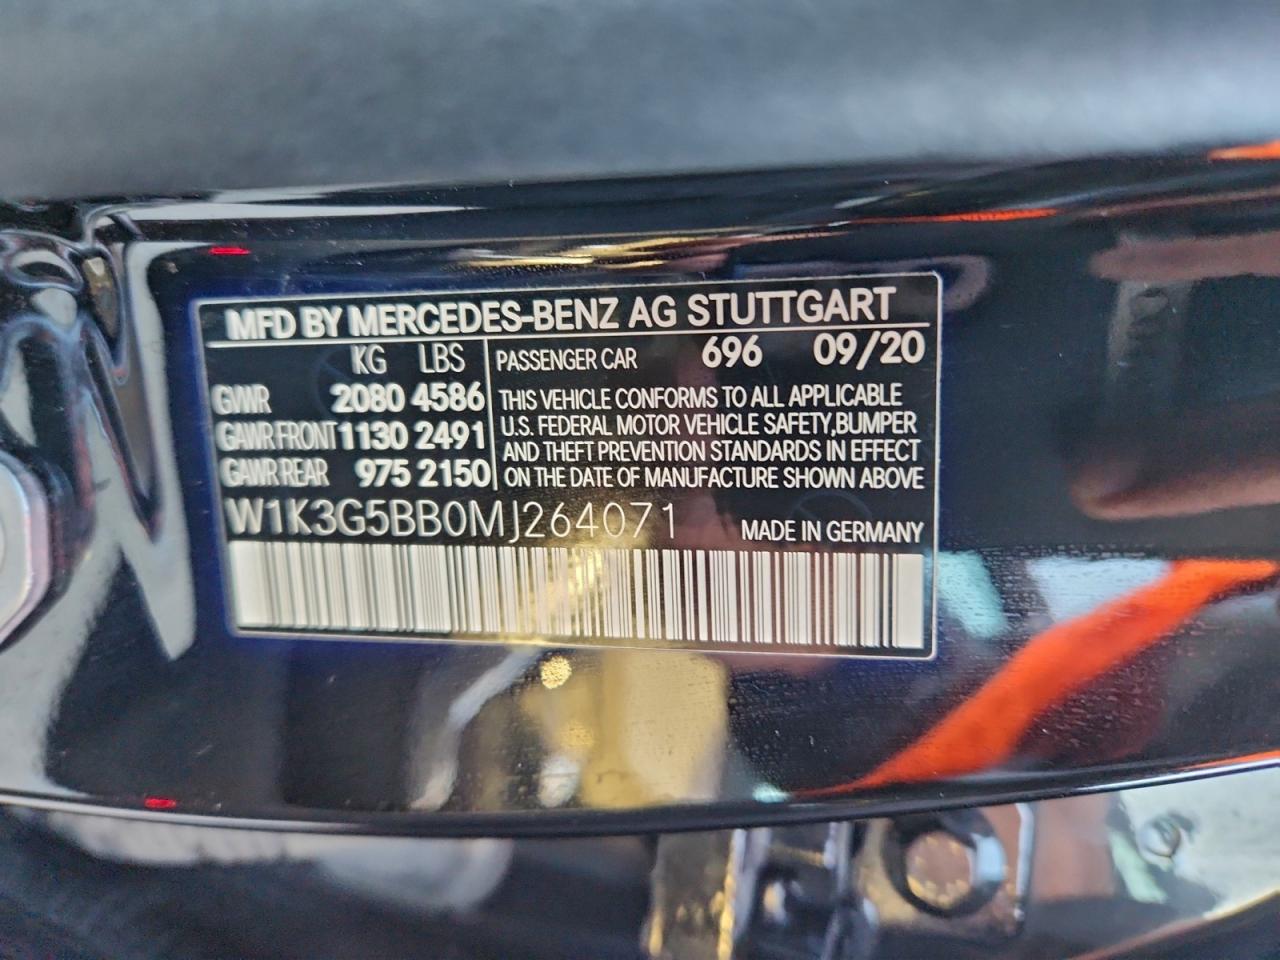 MFD BY MERCEDES-BENZ AG STUTTGART
KG LBS
GWR 2080 4586
GAWR FRONT 1130 2491
GAWR REAR 975 2150
PASSENGER CAR 696 09/20
THIS VEHICLE CONFORMS TO ALL APPLICABLE
U.S. FEDERAL MOTOR VEHICLE SAFETY,BUMPER
AND THEFT PREVENTION STANDARDS IN EFFECT
ON THE DATE OF MANUFACTURE SHOWN ABOVE
W1K3G5BB0MJ264071 MADE IN GERMANY